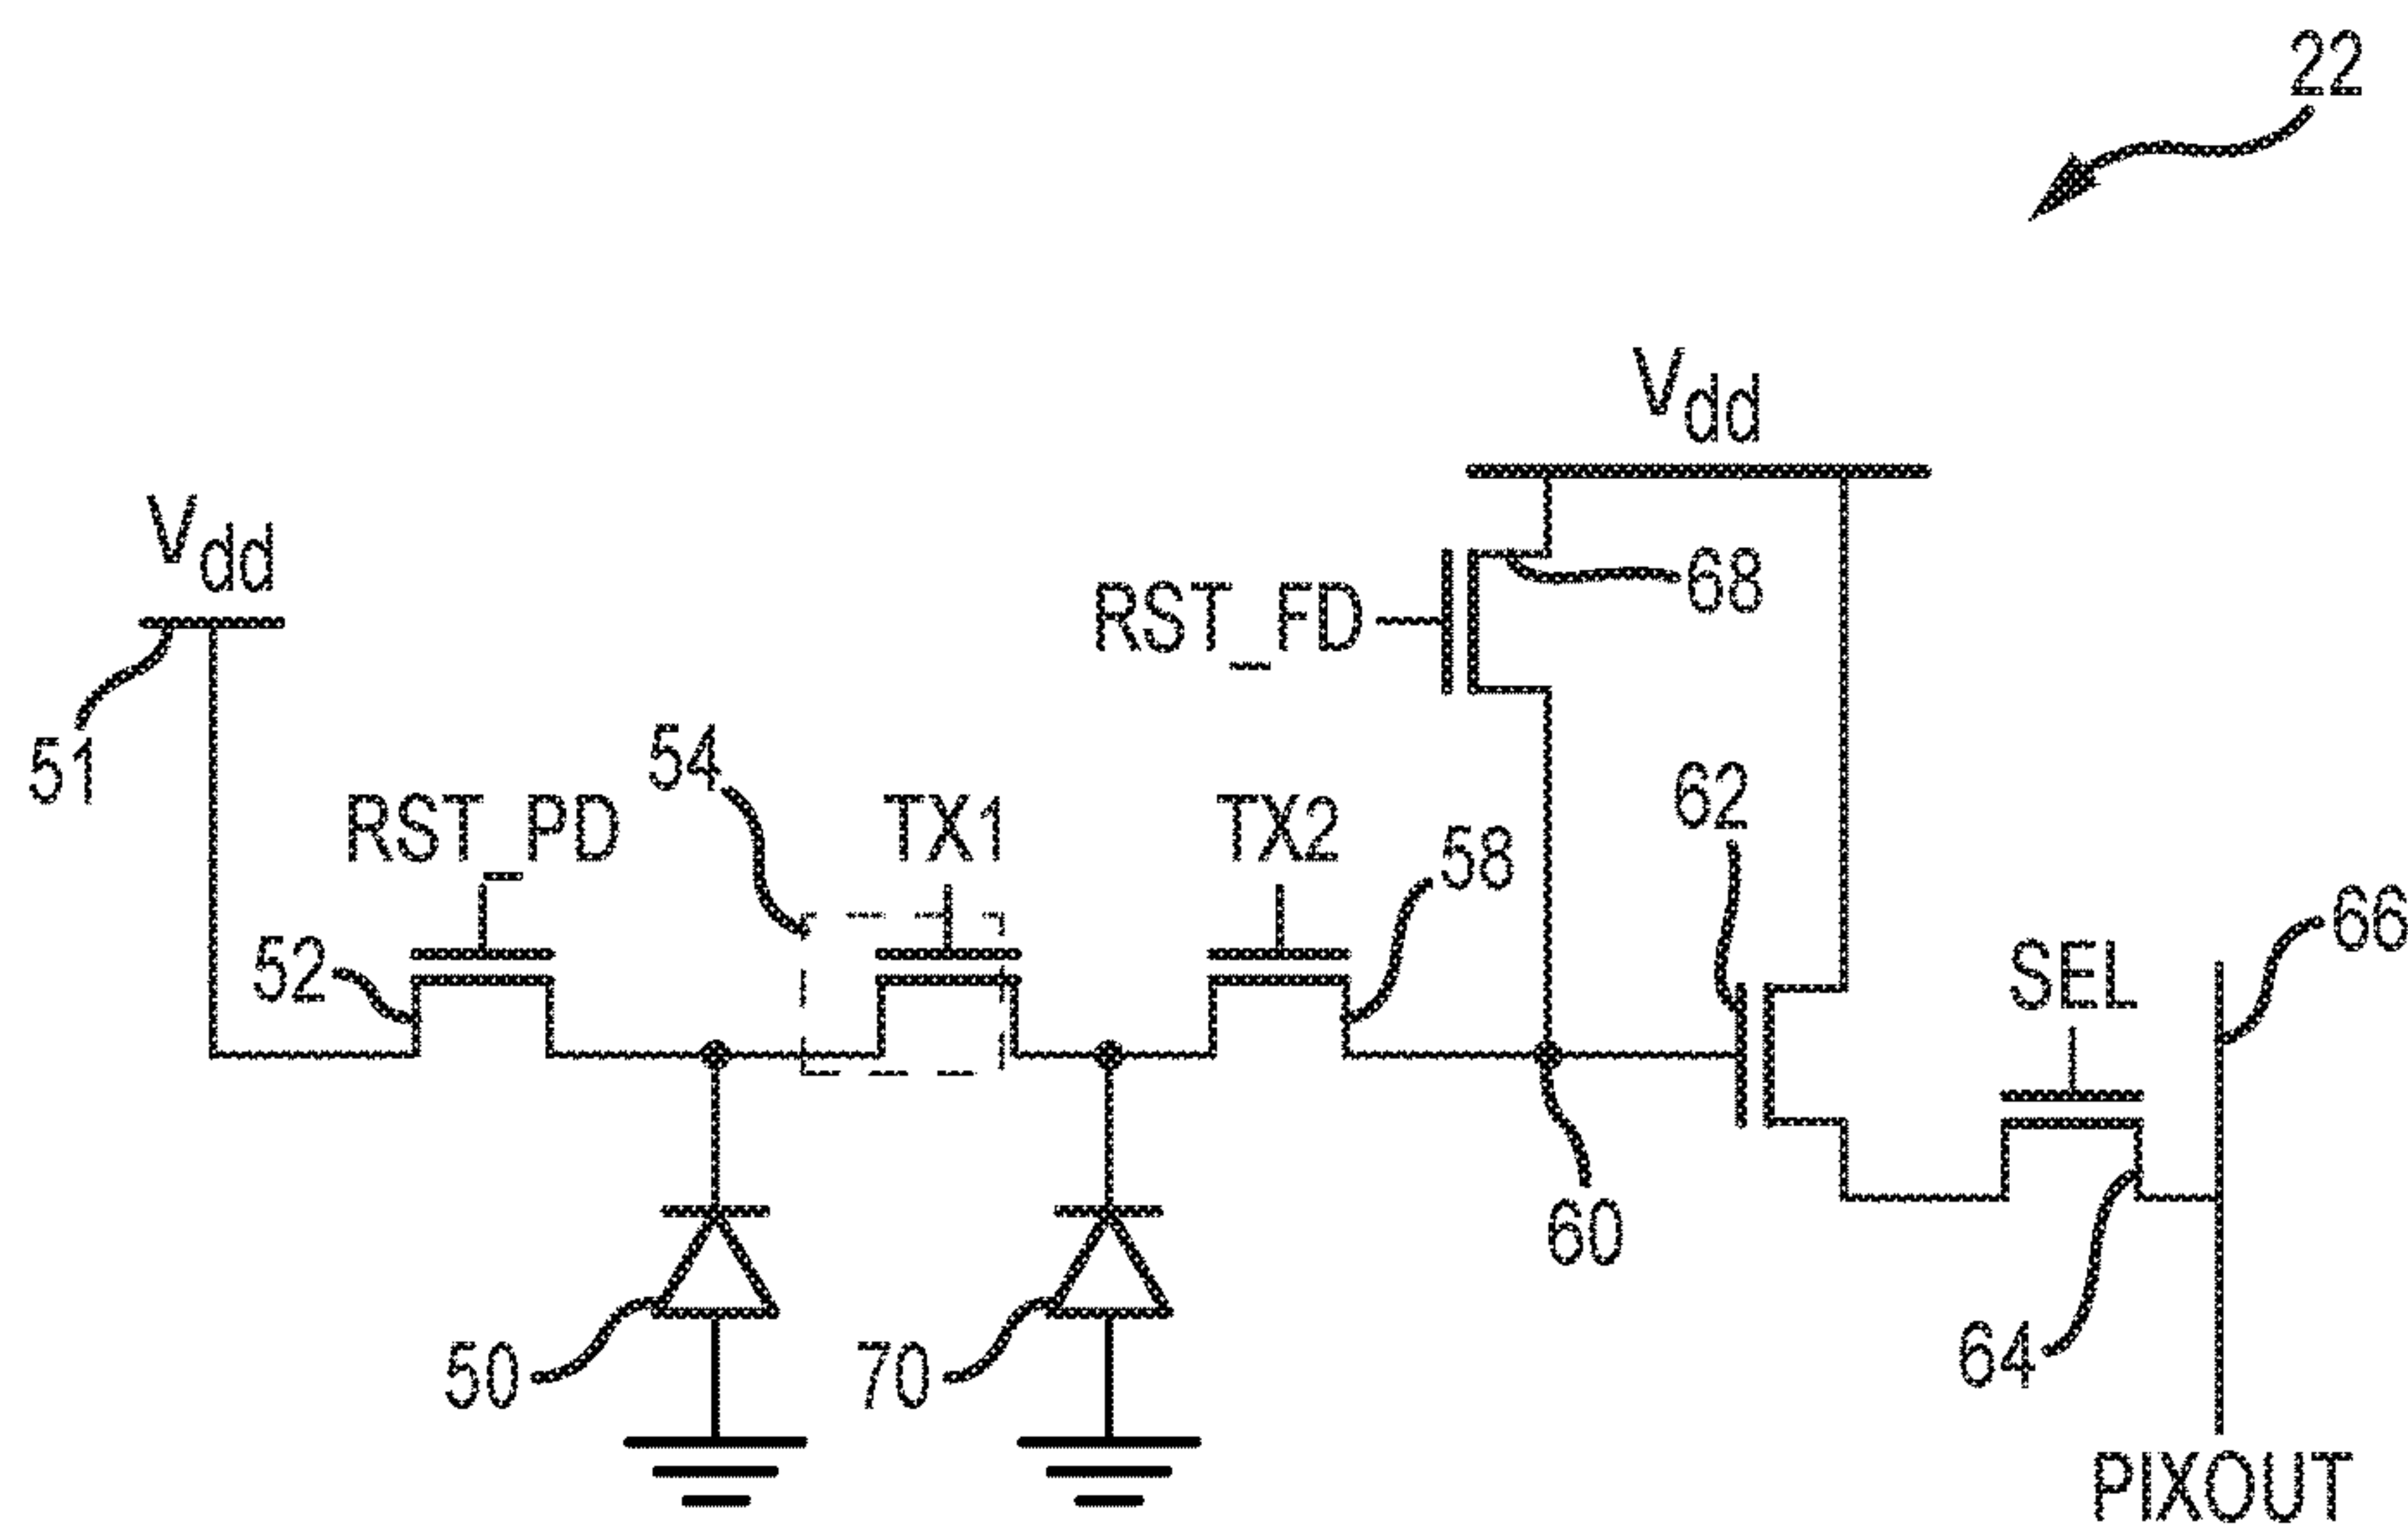 22
Vdd
Vdd
68
RST_FD
51
54
62
RST_PD
TX1
TX2
58
66
52
SEL
60
50
70
64
PIXOUT